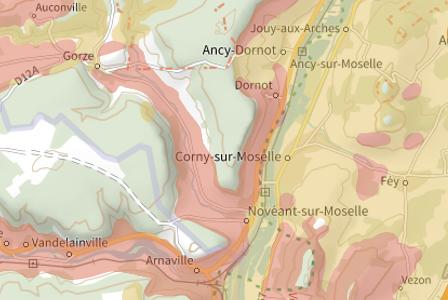 Auconville
Jouy-aux-Arches
Gorze
Ancy-Dornot
Ancy-sur-Moselle
D12A
Dornot
Corny-sur-Moselle
Féy
Novéant-sur-Moselle
Vandelainville
Arnaville
Vezon